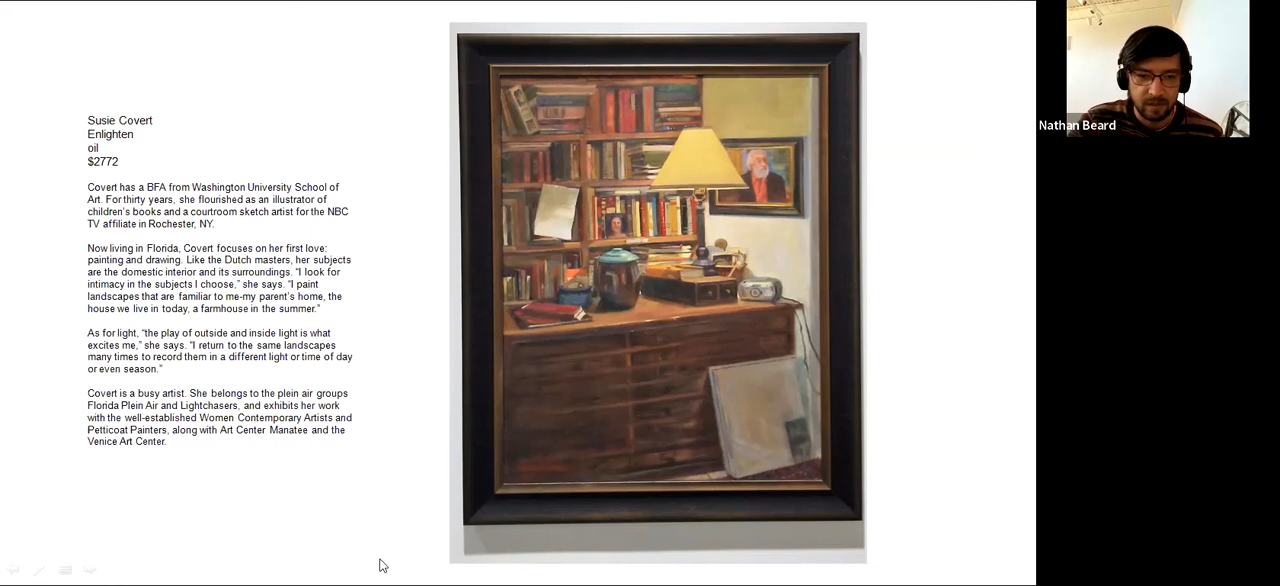 Susie Covert
Enlighten
oil
$2772
Covert has a BFA from Washington University School of
Art. For thirty years, she flourished as an illustrator of
children's books and a courtroom sketch artist for the NBC
TV affiliate in Rochester, NY.
Now living in Florida, Covert focuses on her first love:
painting and drawing. Like the Dutch masters, her subjects
are the domestic interior and its surroundings. “I look for
intimacy in the subjects I choose,” she says. “I paint
landscapes that are familiar to me-my parent's home, the
house we live in today, a farmhouse in the summer.”
As for light, “the play of outside and inside light is what
excites me,” she says. “I return to the same landscapes
many times to record them in a different light or time of day
or even season.”
Covert is a busy artist. She belongs to the plein air groups
Florida Plein Air and Lightchasers, and exhibits her work
with the well-established Women Contemporary Artists and
Petticoat Painters, along with Art Center Manatee and the
Venice Art Center.
Nathan Beard